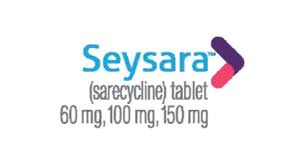 Seysara™
(sarecycline) tablet
60 mg, 100 mg, 150 mg